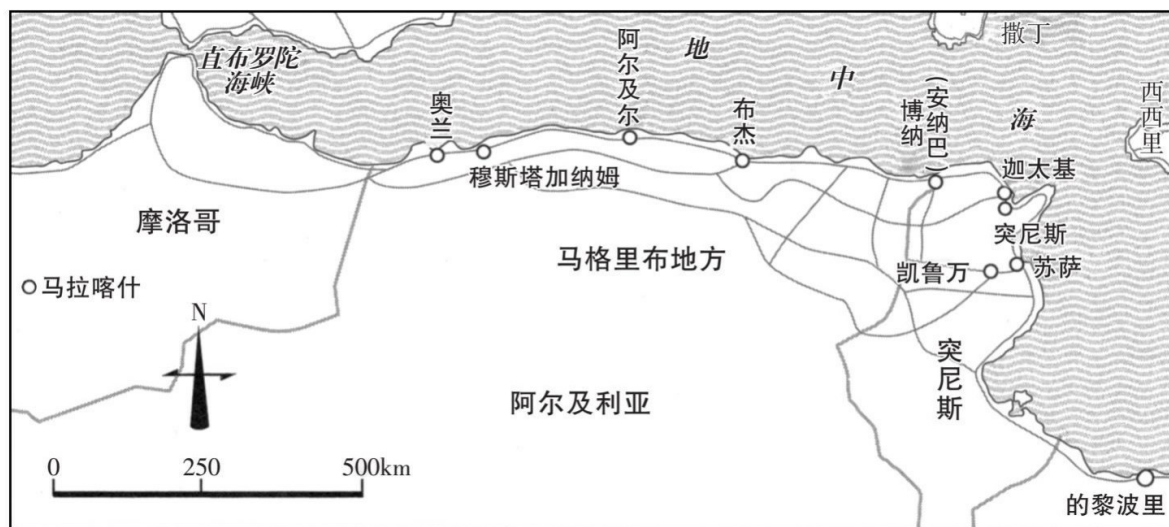 直布罗陀
海峡
地
中
海
撒丁
西西里
阿尔及尔
奥兰
布杰
博纳
(安纳巴)
穆斯塔加纳姆
迦太基
突尼斯
摩洛哥
马格里布地方
凯鲁万
苏萨
马拉喀什
N
突尼斯
阿尔及利亚
0 250 500km
的黎波里